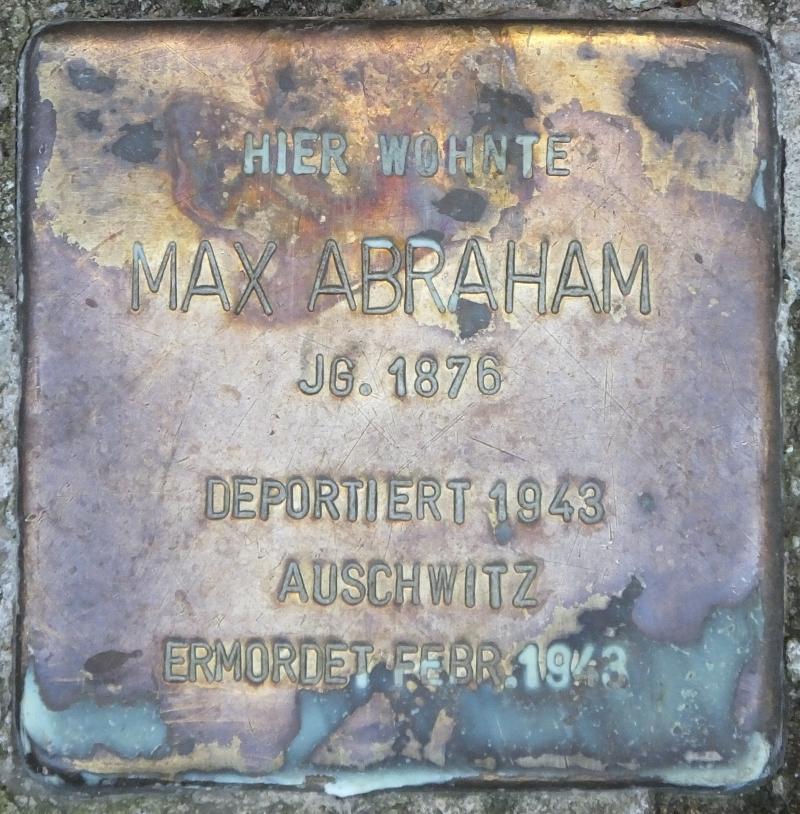 HIER WOHNTE
MAX ABRAHAM
JG. 1876
DEPORTIERT 1943
AUSCHWITZ
ERMORDET FEBR. 1943